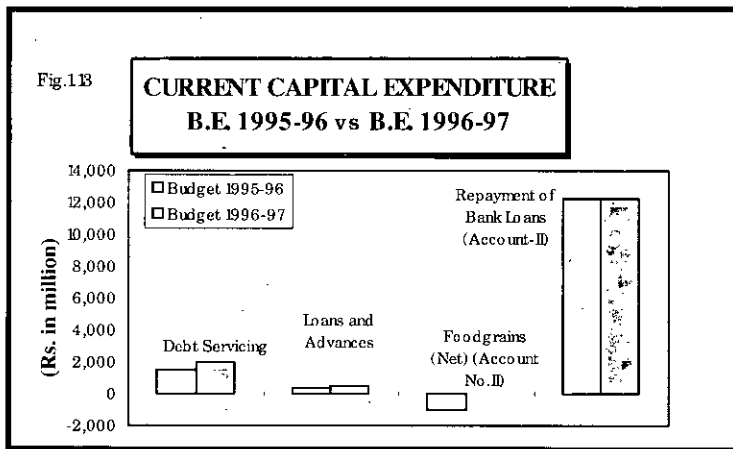 Fig.113
CURRENT CAPITAL EXPENDITURE
B.E. 1995-96 vs B.E. 1996-97
(Rs. in million)
14,000
12,000
10,000
8,000
6,000
4,000
2,000
0
-2,000
Budget 1995-96
Budget 1996-97
Debt Servicing
Loans and
Advances
Foodgrains
(Net) (Account
No.II)
Repayment of
Bank Loans
(Account-II)